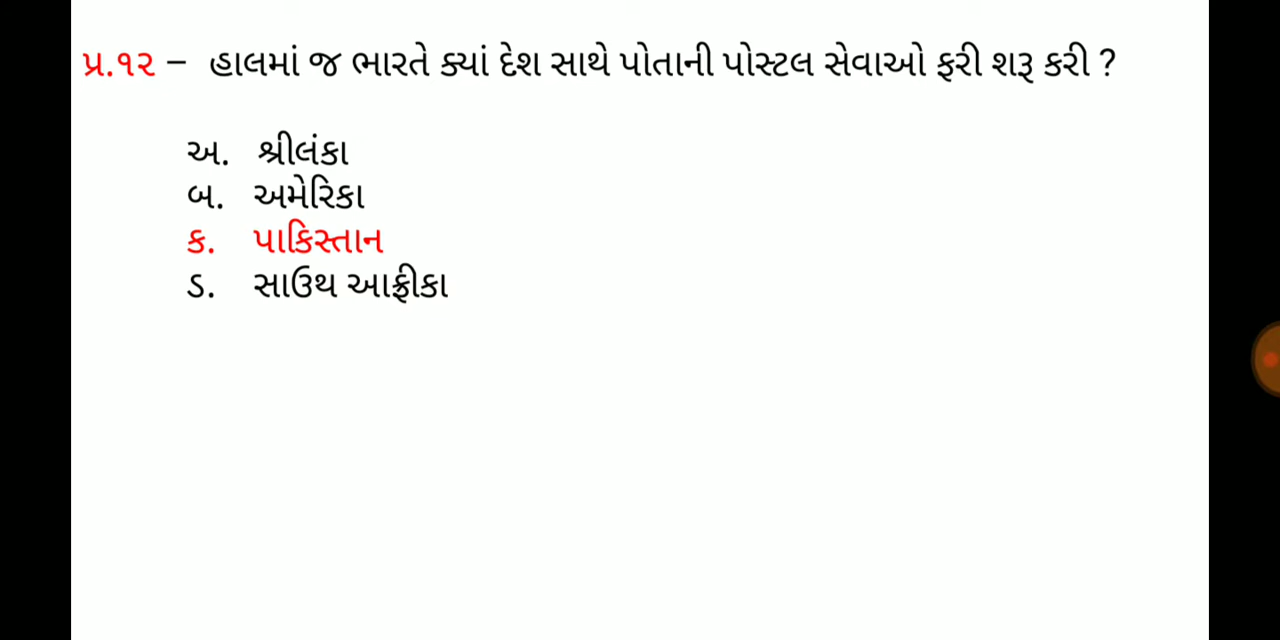 પ્ર.૧૨ – હાલમાં જ ભારતે ક્યાં દેશ સાથે પોતાની પોસ્ટલ સેવાઓ ફરી શરૂ કરી ?
અ. શ્રીલંકા
બ. અમેરિકા
ક. પાકિસ્તાન
ડ. સાઉથ આફ્રીકા